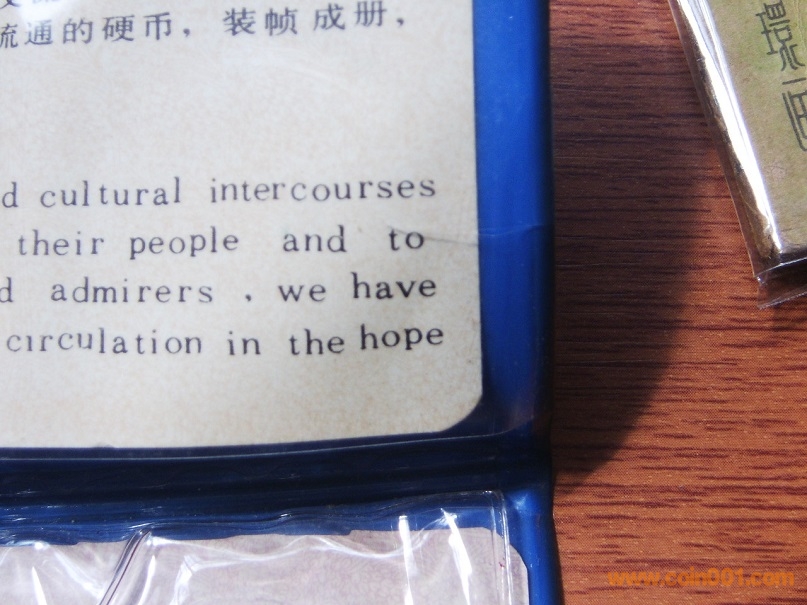 流通的硬币，装帧成册，
d cultural intercourses
their people and to
d admirers , we have
circulation in the hope
www.coin001.com